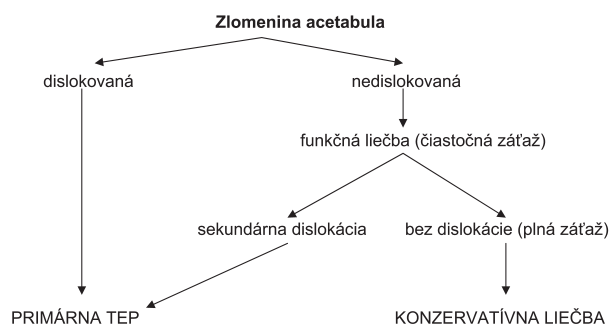 Zlomenina acetabula
dislokovaná
nedislokovaná
funkčná liečba (čiastočná záťaž)
sekundárna dislokácia
bez dislokácie (plná záťaž)
PRIMÁRNA TEP
KONZERVATÍVNA LIEČBA